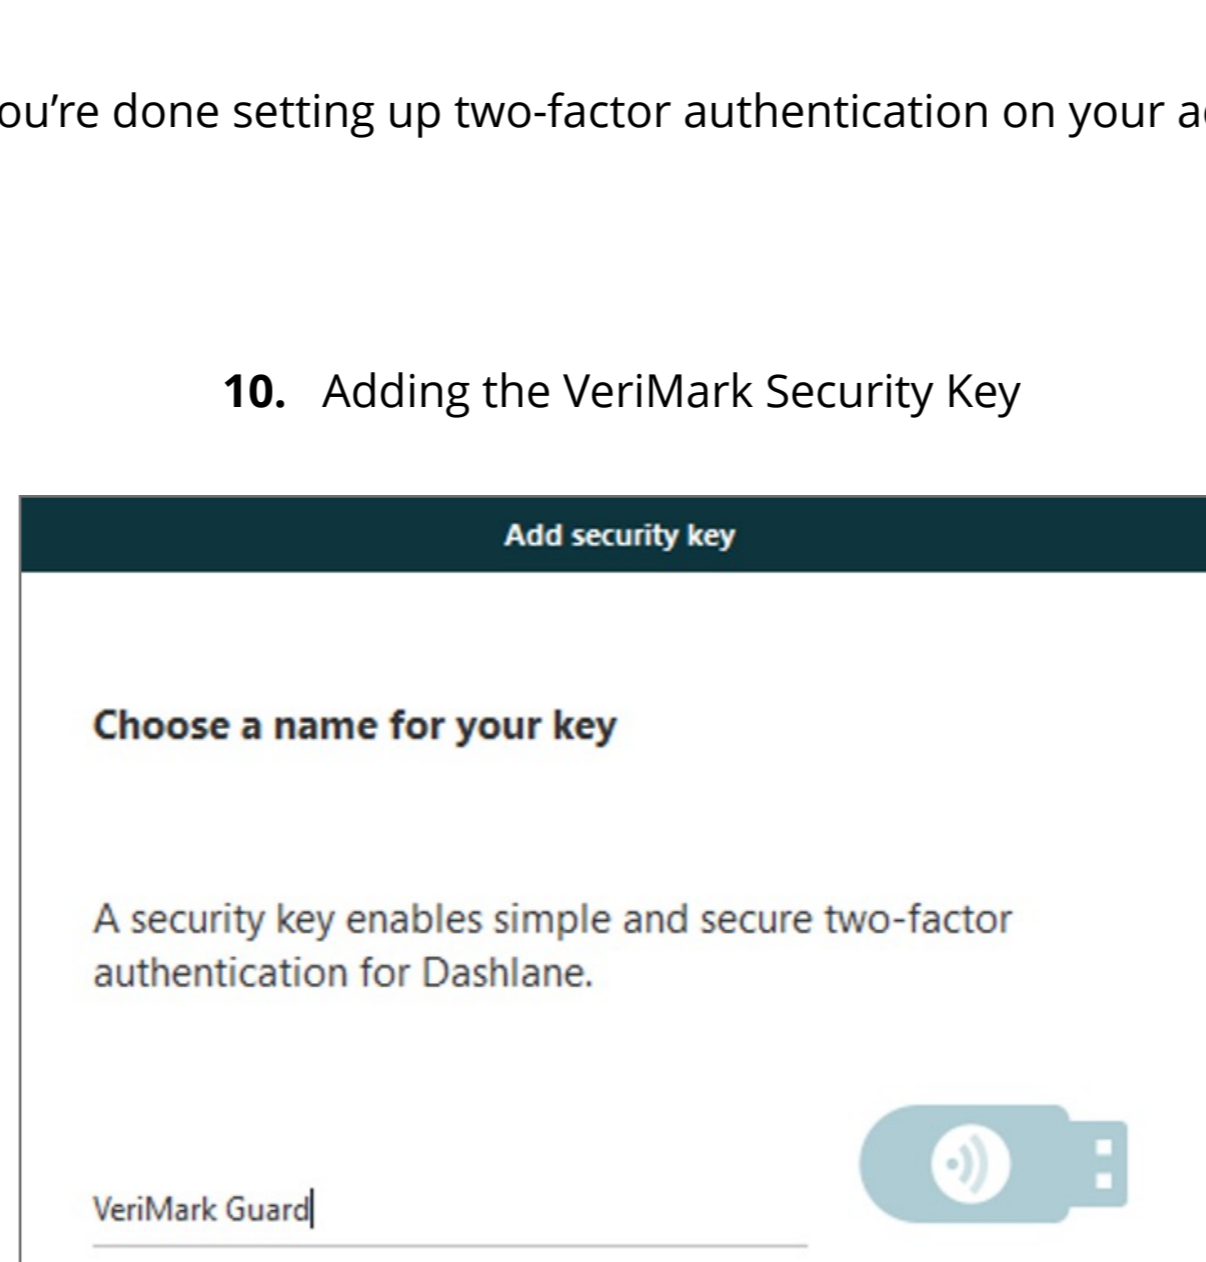 ou’re done setting up two-factor authentication on your
10. Adding the VeriMark Security Key
Add security key
Choose a name for your key
A security key enables simple and secure two-factor
authentication for Dashlane.
VeriMark Guard